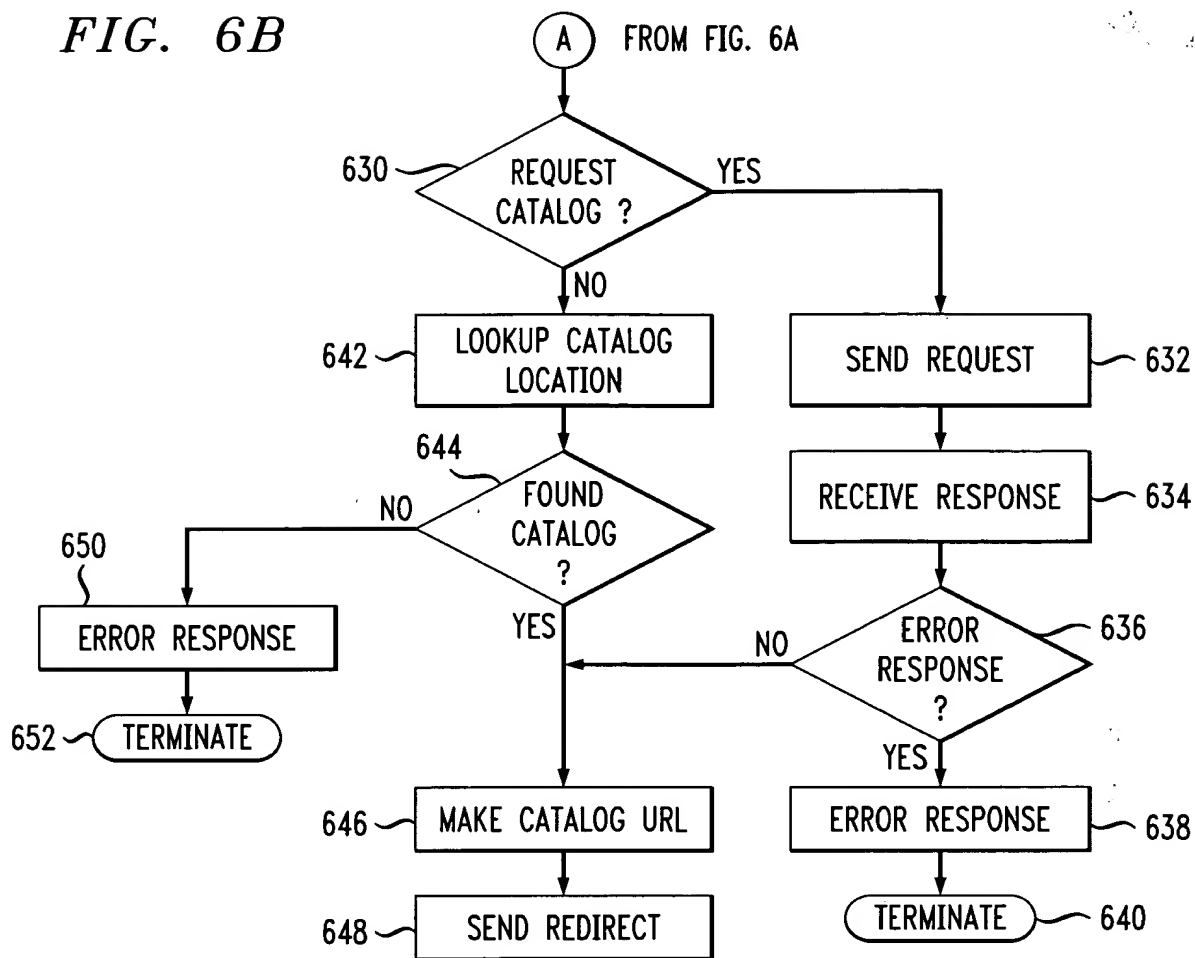 FIG. 6B
A FROM FIG. 6A
630
REQUEST
CATALOG ?
YES
NO
642
LOOKUP CATALOG
LOCATION
SEND REQUEST
632
644
FOUND
CATALOG
?
NO
YES
RECEIVE RESPONSE
634
650
ERROR RESPONSE
652
TERMINATE
ERROR
RESPONSE
?
636
NO
YES
646
MAKE CATALOG URL
ERROR RESPONSE
638
648
SEND REDIRECT
TERMINATE
640